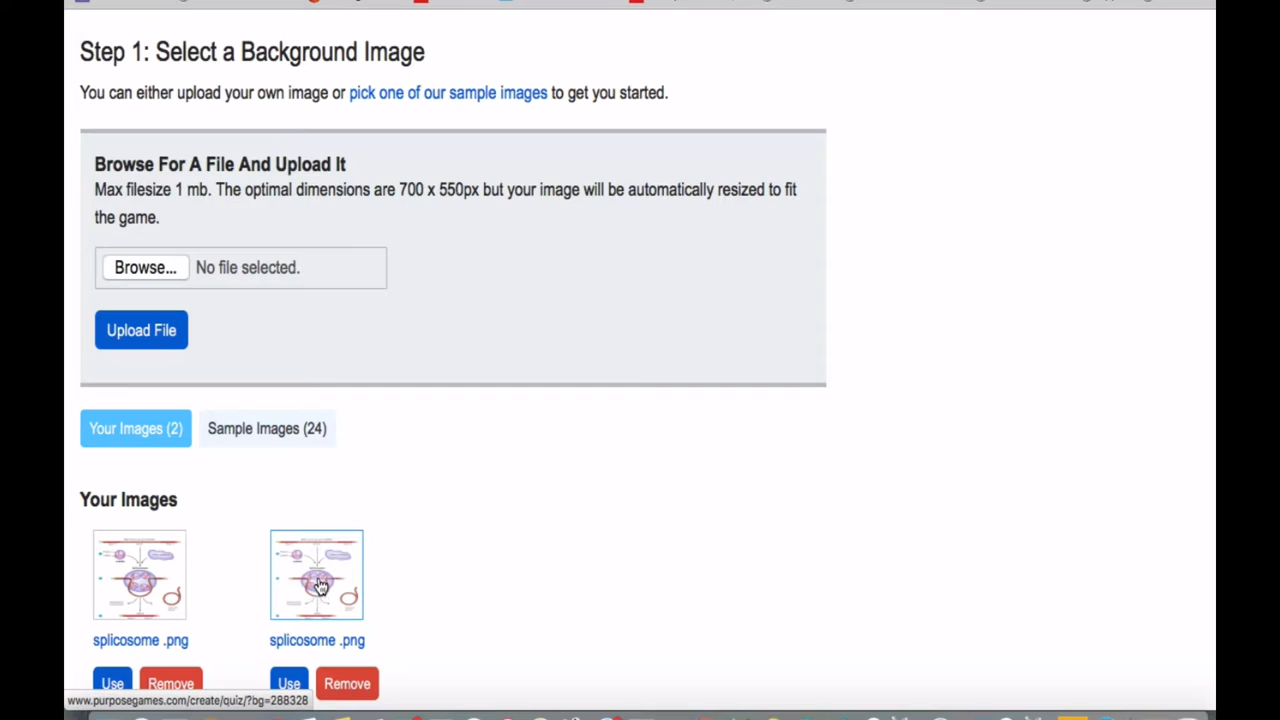 Step 1: Select a Background Image
You can either upload your own image or pick one of our sample images to get you started.
Browse For A File And Upload It
Max filesize 1 mb. The optimal dimensions are 700 x 550px but your image will be automatically resized to fit
the game.
Browse... No file selected.
Upload File
Your Images (2) Sample Images (24)
Your Images
splicosome .png splicosome .png
Use Remove Use Remove
www.purposegames.com/create/quiz/?bg=288328